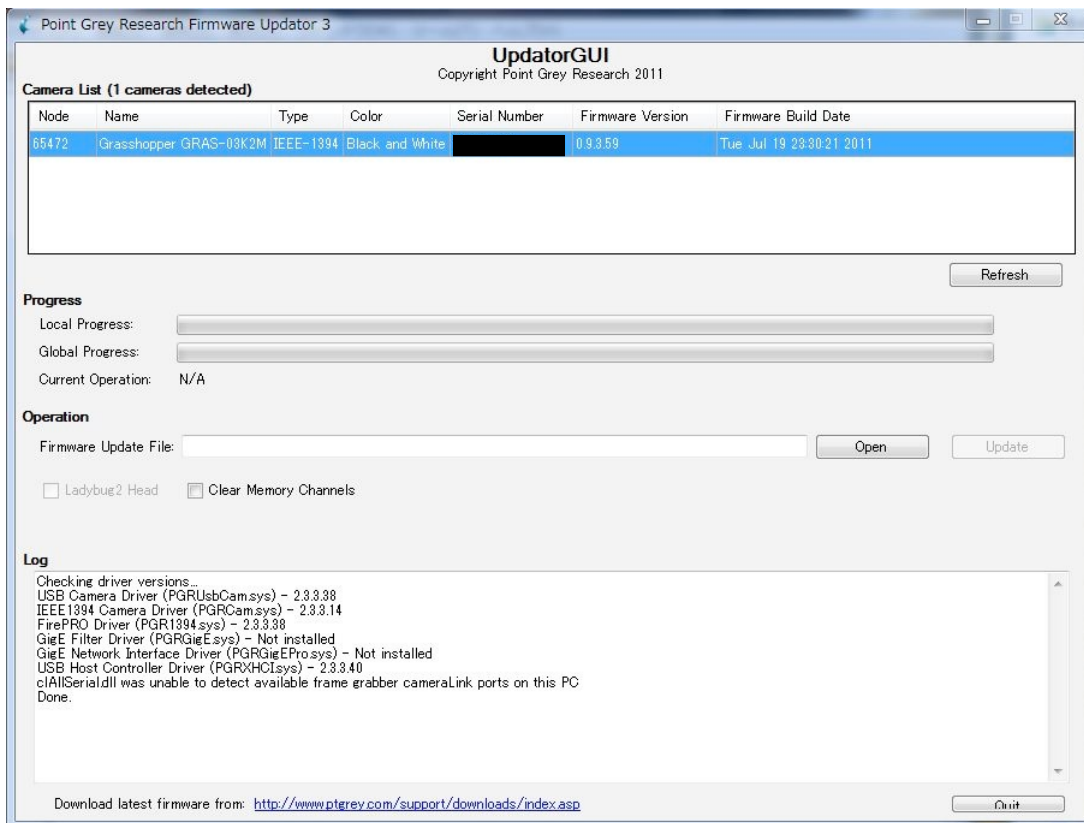 Point Grey Research Firmware Updator 3
UpdatorGUI
Copyright Point Grey Research 2011
Camera List (1 cameras detected)
Node Name Type Color Serial Number Firmware Version Firmware Build Date
65472 Grasshopper GRAS-03K2M IEEE-1394 Black and White 0.9.3.59 Tue Jul 19 23:30:21 2011
Refresh
Progress
Local Progress:
Global Progress:
Current Operation: N/A
Operation
Firmware Update File: Open Update
Ladybug2 Head Clear Memory Channels
Log
Checking driver versions...
USB Camera Driver (PGRUsbCam.sys) - 2.3.3.38
IEEE1394 Camera Driver (PGRCam.sys) - 2.3.3.14
FirePRO Driver (PGR1394.sys) - 2.3.3.38
GigE Filter Driver (PGRGigE.sys) - Not installed
GigE Network Interface Driver (PGRGigEPro.sys) - Not installed
USB Host Controller Driver (PGRXHCI.sys) - 2.3.3.40
clAllSerial.dll was unable to detect available frame grabber cameraLink ports on this PC
Done.
Download latest firmware from: http://www.ptgrey.com/support/downloads/index.asp Quit